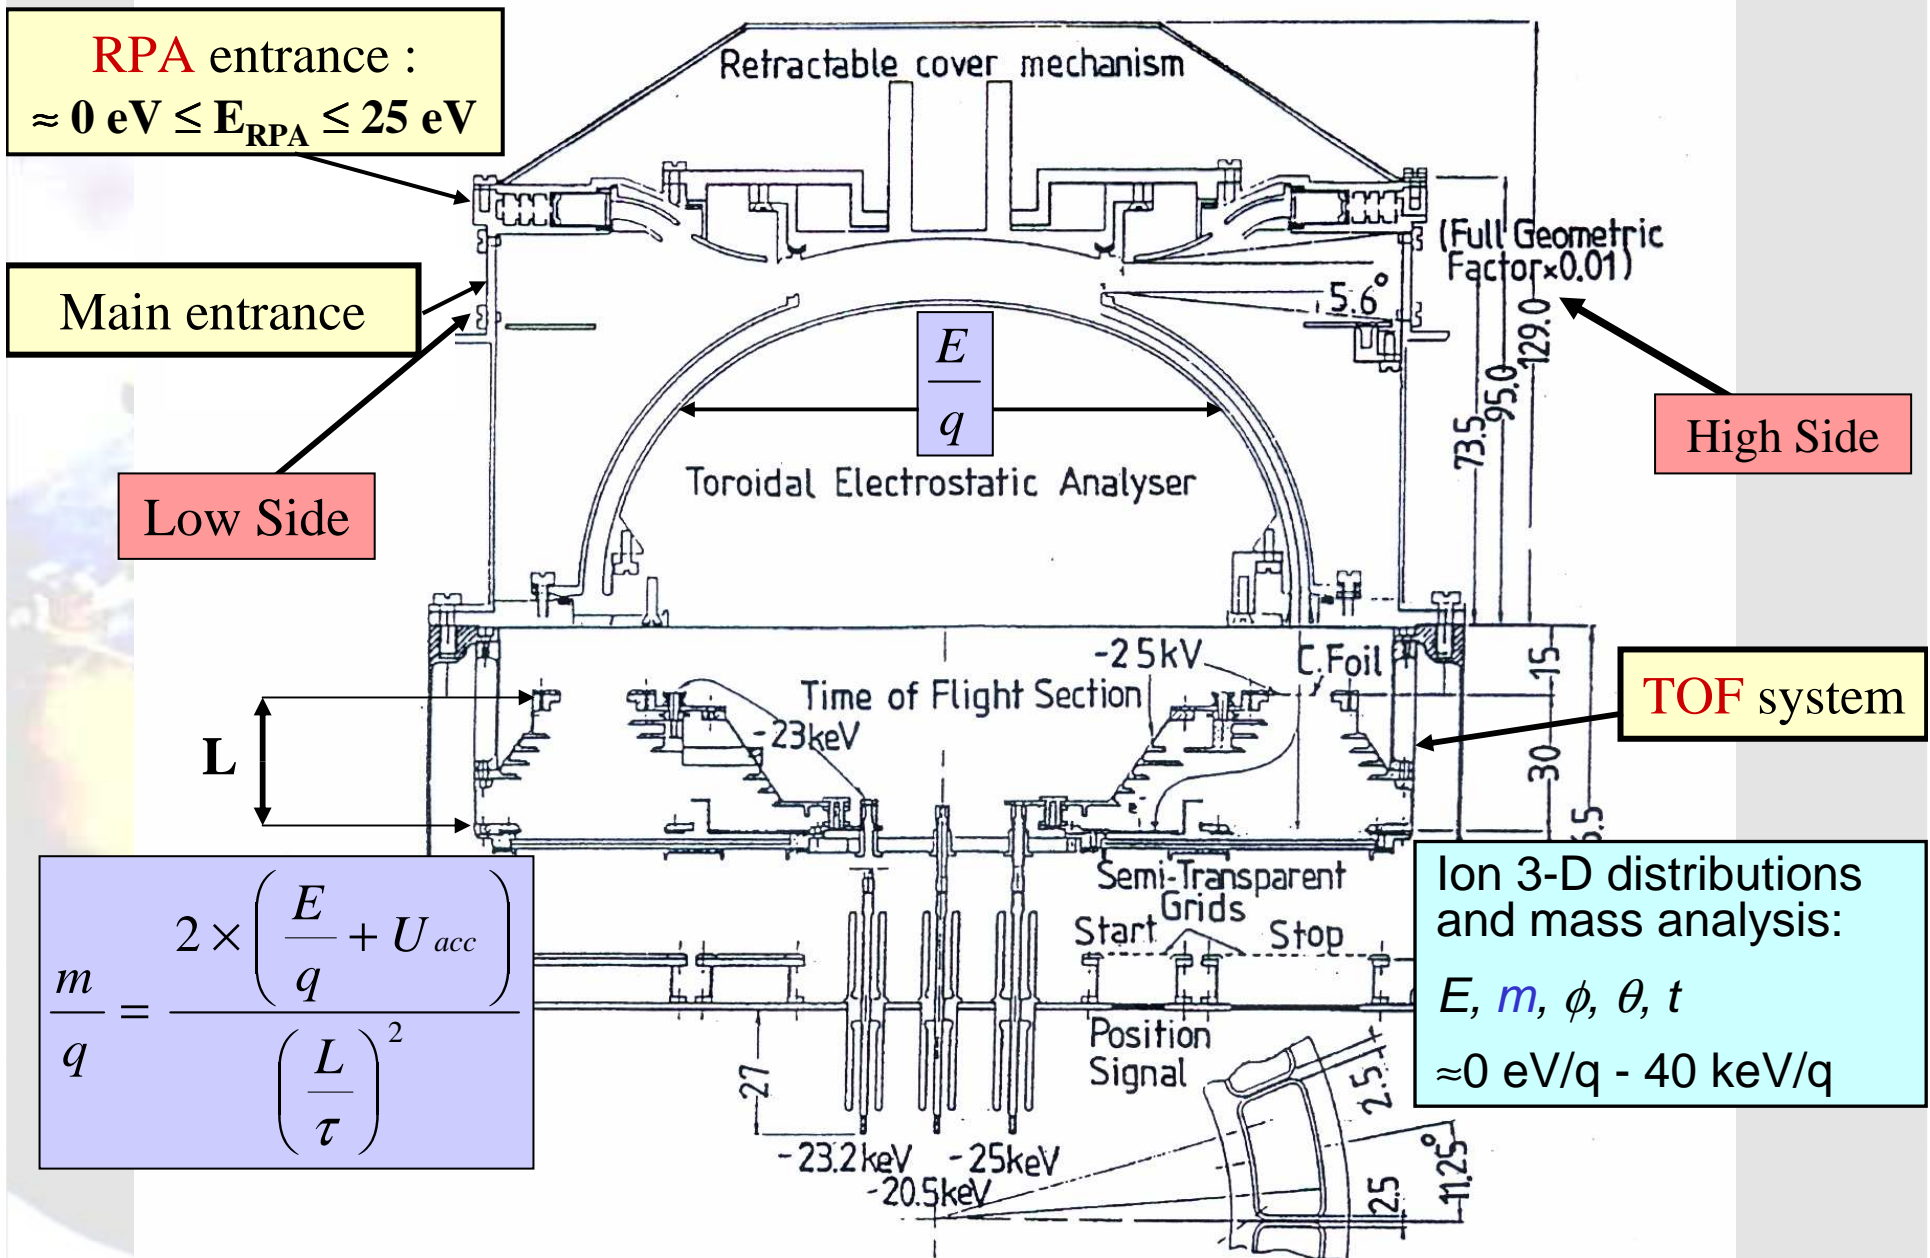 RPA entrance :
≈ 0 eV ≤ E_RPA ≤ 25 eV
Retractable cover mechanism
(Full Geometric
Factor×0.01)
Main entrance
5.6°
129.0
95.0
73.5
E
q
High Side
Low Side
Toroidal Electrostatic Analyser
-25kV
C.Foil
15
Time of Flight Section
TOF system
-23keV
L
30
6.5
m/q = 2 × (E/q + U acc) / (L/τ)²
Semi-Transparent
Grids
Start
Stop
Ion 3-D distributions
and mass analysis:
E, m, ϕ, θ, t
≈0 eV/q - 40 keV/q
Position
Signal
27
2.5
-23.2keV
-25keV
-20.5keV
11.25°
2.5